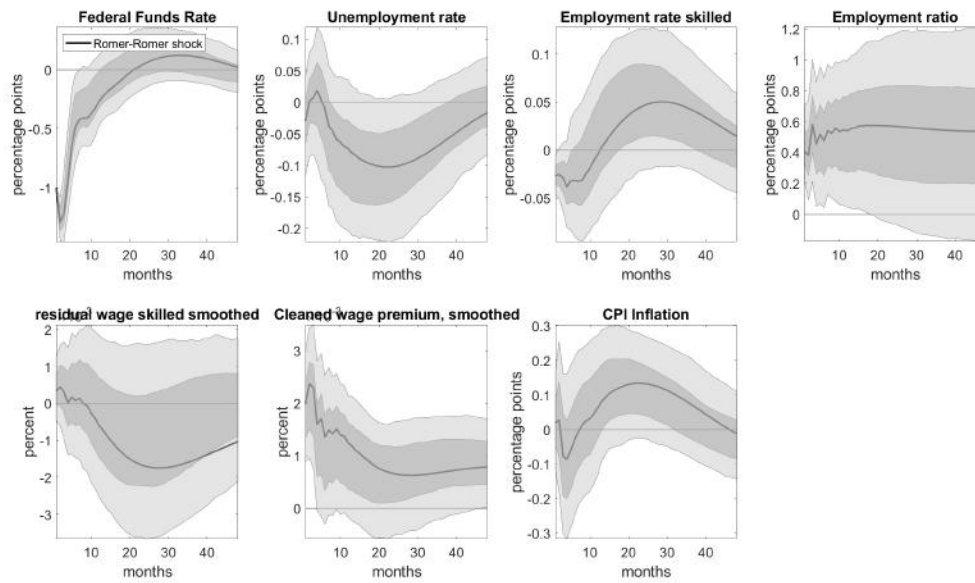 Federal Funds Rate
Romer-Romer shock
0
-0.5
-1
percentage points
10 20 30 40
months
Unemployment rate
0.1
0.05
0
-0.05
-0.1
-0.15
-0.2
percentage points
10 20 30 40
months
Employment rate skilled
0.1
0.05
0
-0.05
percentage points
10 20 30 40
months
Employment ratio
1.2
1
0.8
0.6
0.4
0.2
0
percentage points
10 20 30 40
months
residual wage skilled smoothed
2
1
0
-1
-2
-3
percent
10 20 30 40
months
Cleaned wage premium, smoothed
3
2
1
0
percent
10 20 30 40
months
CPI Inflation
0.3
0.2
0.1
0
-0.1
-0.2
-0.3
percentage points
10 20 30 40
months